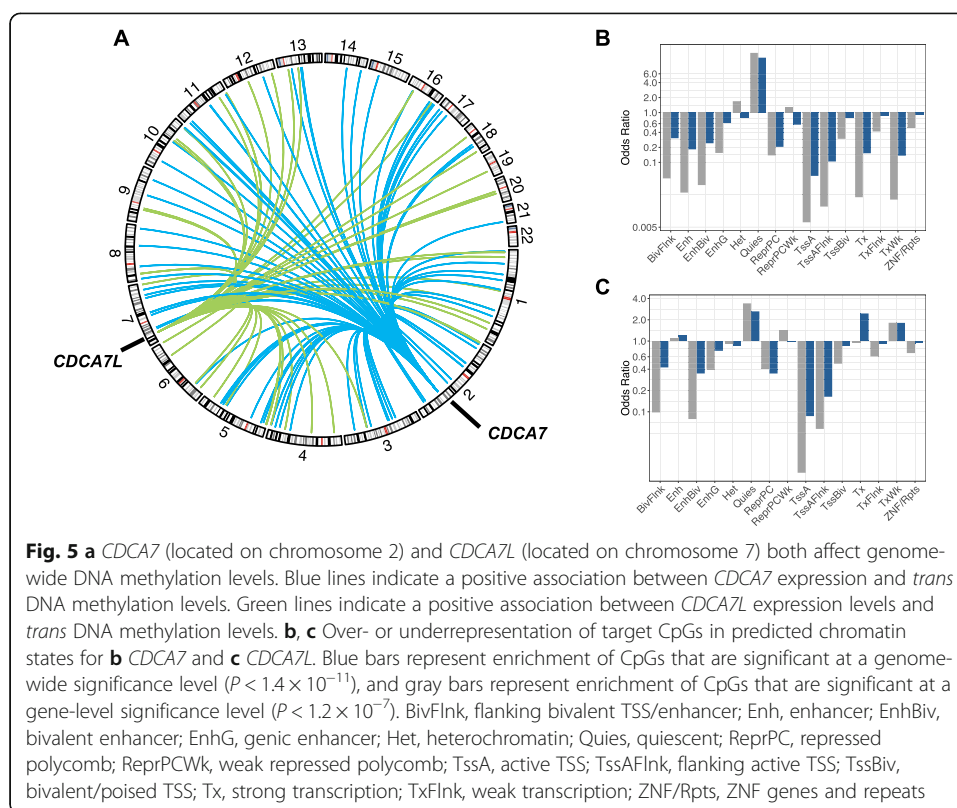 A
1
2
3
4
5
6
7
8
9
10
11
12
13
14
15
16
17
18
19
20
21
22
CDCA7L
CDCA7
B
Odds Ratio
6.0
4.0
2.0
1.0
0.6
0.4
0.2
0.1
0.005
BivFlnk
Enh
EnhBiv
EnhG
Het
Quies
ReprPC
ReprPCWk
TssA
TssAFlnk
TssBiv
Tx
TxFlnk
TxWk
ZNF/Rpts
C
Odds Ratio
4.0
2.0
1.0
0.6
0.4
0.2
0.1
BivFlnk
Enh
EnhBiv
EnhG
Het
Quies
ReprPC
ReprPCWk
TssA
TssAFlnk
TssBiv
Tx
TxFlnk
TxWk
ZNF/Rpts
Fig. 5 a CDCA7 (located on chromosome 2) and CDCA7L (located on chromosome 7) both affect genome-
wide DNA methylation levels. Blue lines indicate a positive association between CDCA7 expression and trans
DNA methylation levels. Green lines indicate a positive association between CDCA7L expression levels and
trans DNA methylation levels. b, c Over- or underrepresentation of target CpGs in predicted chromatin
states for b CDCA7 and c CDCA7L. Blue bars represent enrichment of CpGs that are significant at a genome-
wide significance level (P < 1.4 × 10⁻¹¹), and gray bars represent enrichment of CpGs that are significant at a
gene-level significance level (P < 1.2 × 10⁻⁷). BivFlnk, flanking bivalent TSS/enhancer; Enh, enhancer; EnhBiv,
bivalent enhancer; EnhG, genic enhancer; Het, heterochromatin; Quies, quiescent; ReprPC, repressed
polycomb; ReprPCWk, weak repressed polycomb; TssA, active TSS; TssAFlnk, flanking active TSS; TssBiv,
bivalent/poised TSS; Tx, strong transcription; TxFlnk, weak transcription; ZNF/Rpts, ZNF genes and repeats